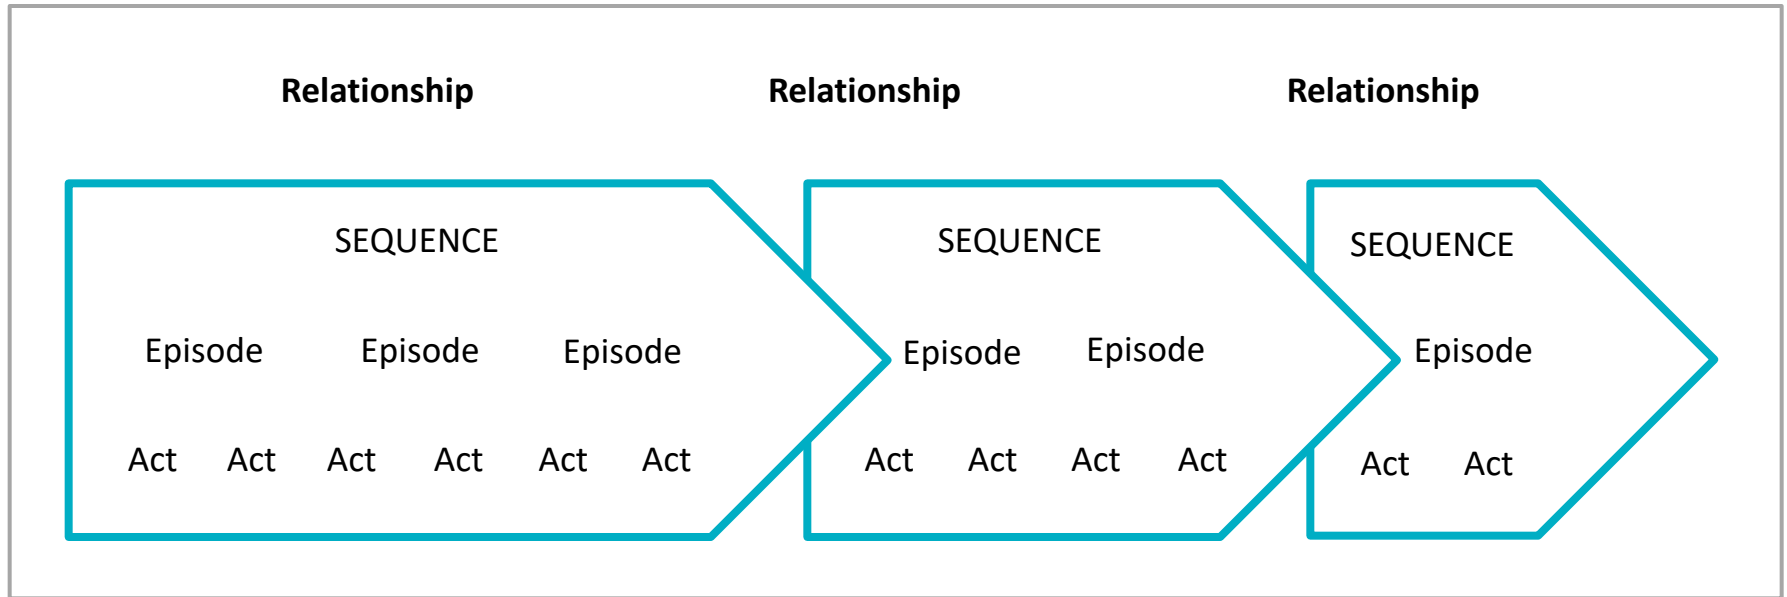 Relationship Relationship Relationship
SEQUENCE SEQUENCE SEQUENCE
Episode Episode Episode Episode Episode Episode
Act Act Act Act Act Act Act Act Act Act Act Act